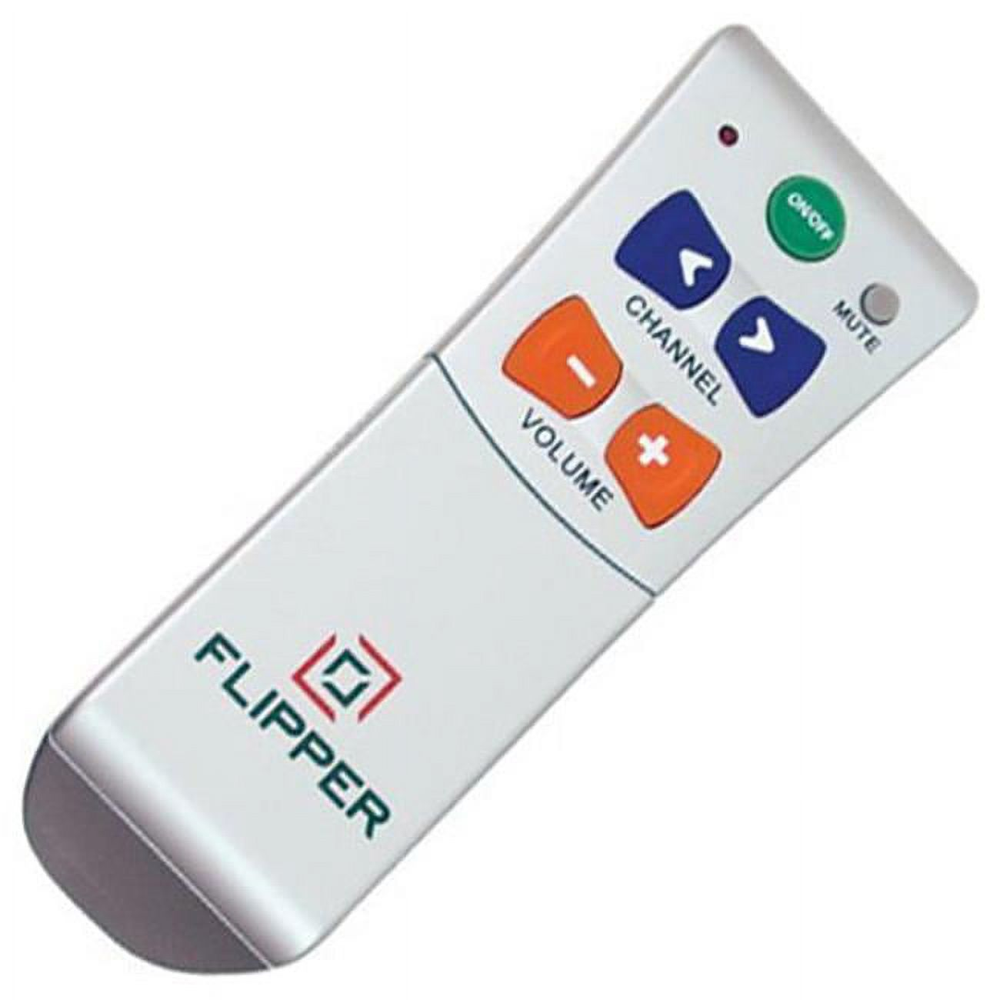 ON/OFF
MUTE
CHANNEL
- +
VOLUME
FLIPPER